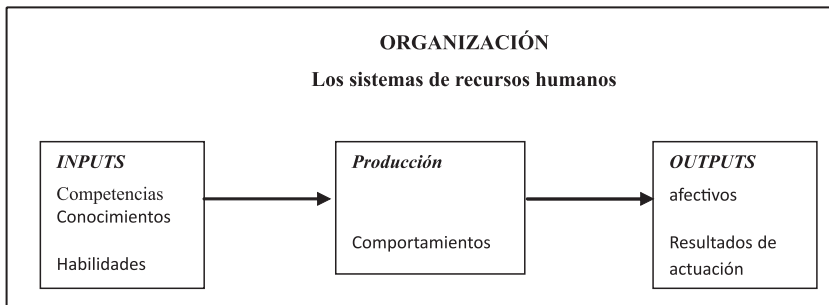 ORGANIZACIÓN
Los sistemas de recursos humanos
INPUTS
Competencias
Conocimientos
Habilidades
Producción
Comportamientos
OUTPUTS
afectivos
Resultados de
actuación